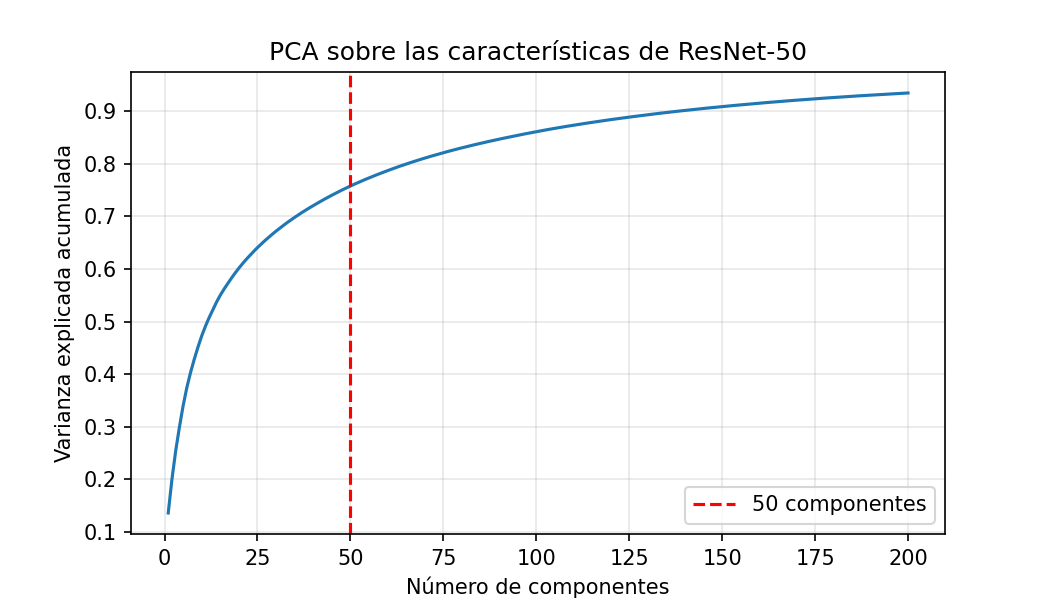 PCA sobre las características de ResNet-50
Varianza explicada acumulada
0.9
0.8
0.7
0.6
0.5
0.4
0.3
0.2
0.1
50 componentes
0 25 50 75 100 125 150 175 200
Número de componentes